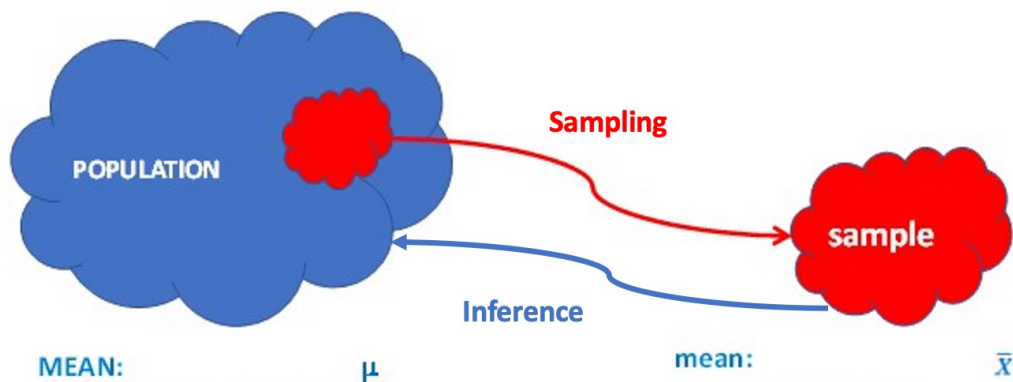 Sampling
POPULATION
sample
Inference
MEAN: μ mean: x̄